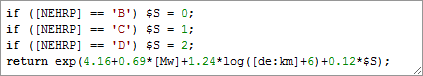 if ([NEHRP] == 'B') $S = 0;
if ([NEHRP] == 'C') $S = 1;
if ([NEHRP] == 'D') $S = 2;
return exp(4.16+0.69*[Mw]+1.24*log([de:km]+6)+0.12*$S);